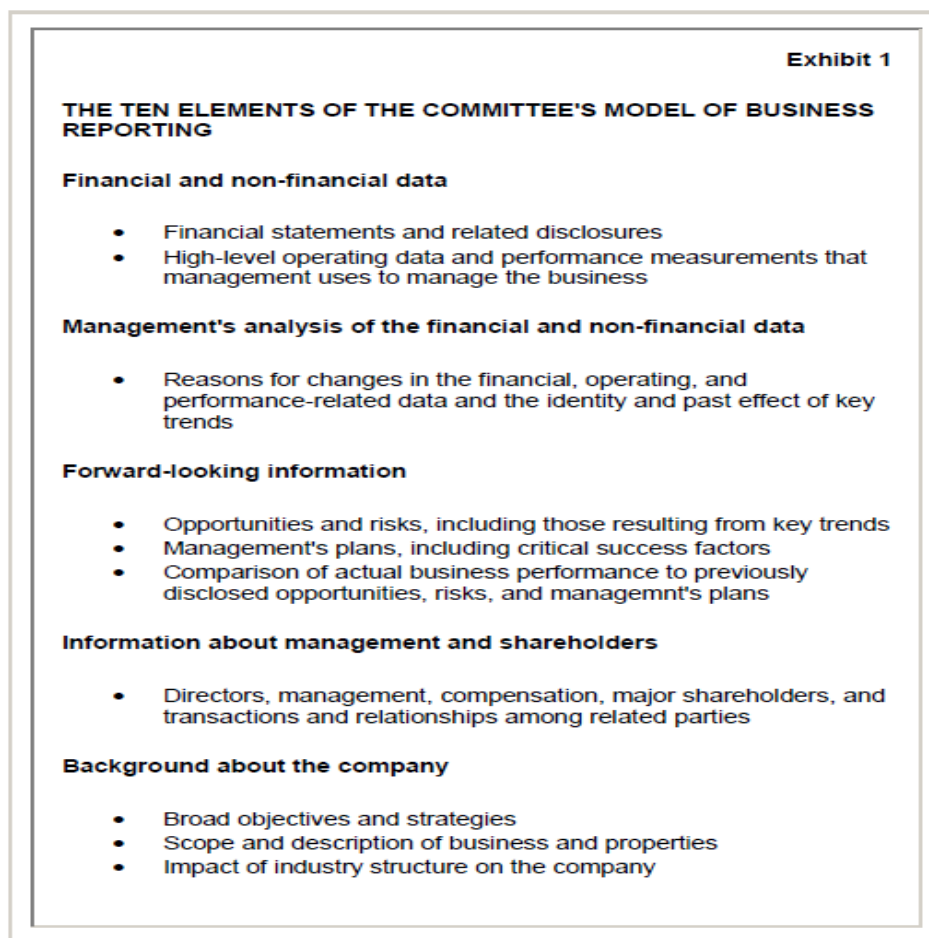 Exhibit 1
THE TEN ELEMENTS OF THE COMMITTEE'S MODEL OF BUSINESS
REPORTING
Financial and non-financial data
• Financial statements and related disclosures
• High-level operating data and performance measurements that
management uses to manage the business
Management's analysis of the financial and non-financial data
• Reasons for changes in the financial, operating, and
performance-related data and the identity and past effect of key
trends
Forward-looking information
• Opportunities and risks, including those resulting from key trends
• Management's plans, including critical success factors
• Comparison of actual business performance to previously
disclosed opportunities, risks, and managemnt's plans
Information about management and shareholders
• Directors, management, compensation, major shareholders, and
transactions and relationships among related parties
Background about the company
• Broad objectives and strategies
• Scope and description of business and properties
• Impact of industry structure on the company